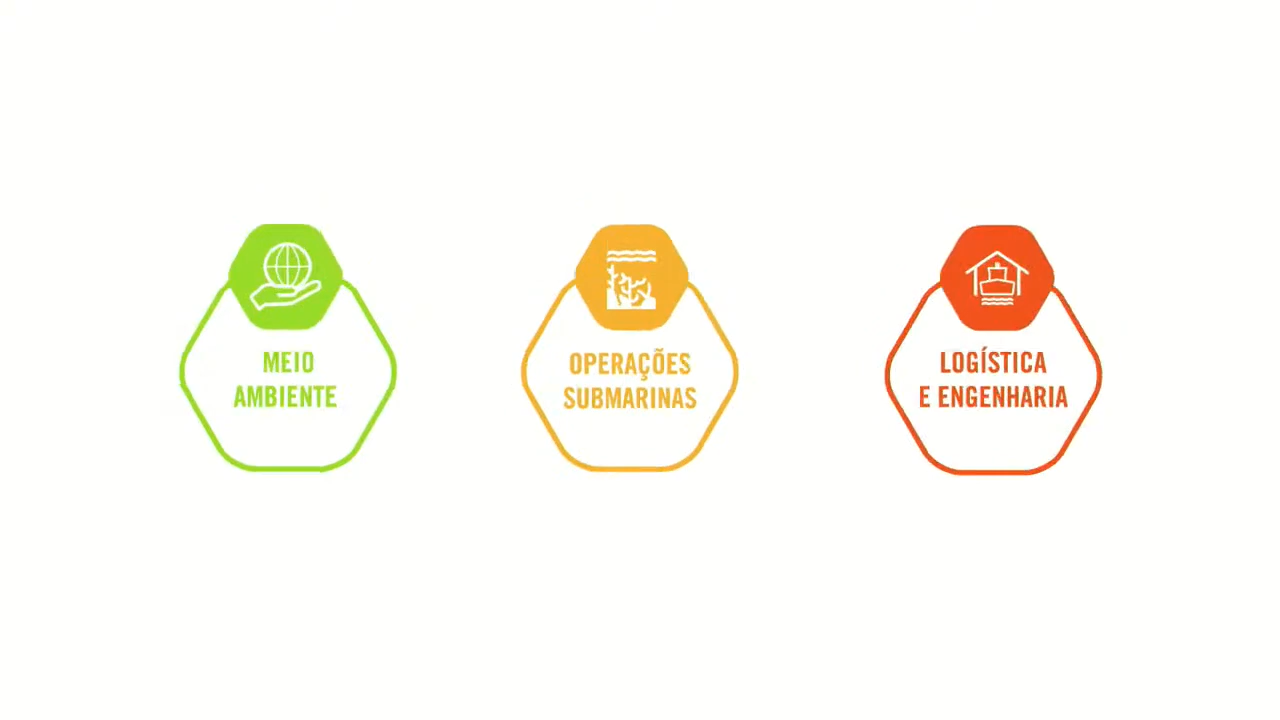 MEIO
AMBIENTE
OPERAÇÕES
SUBMARINAS
LOGÍSTICA
E ENGENHARIA